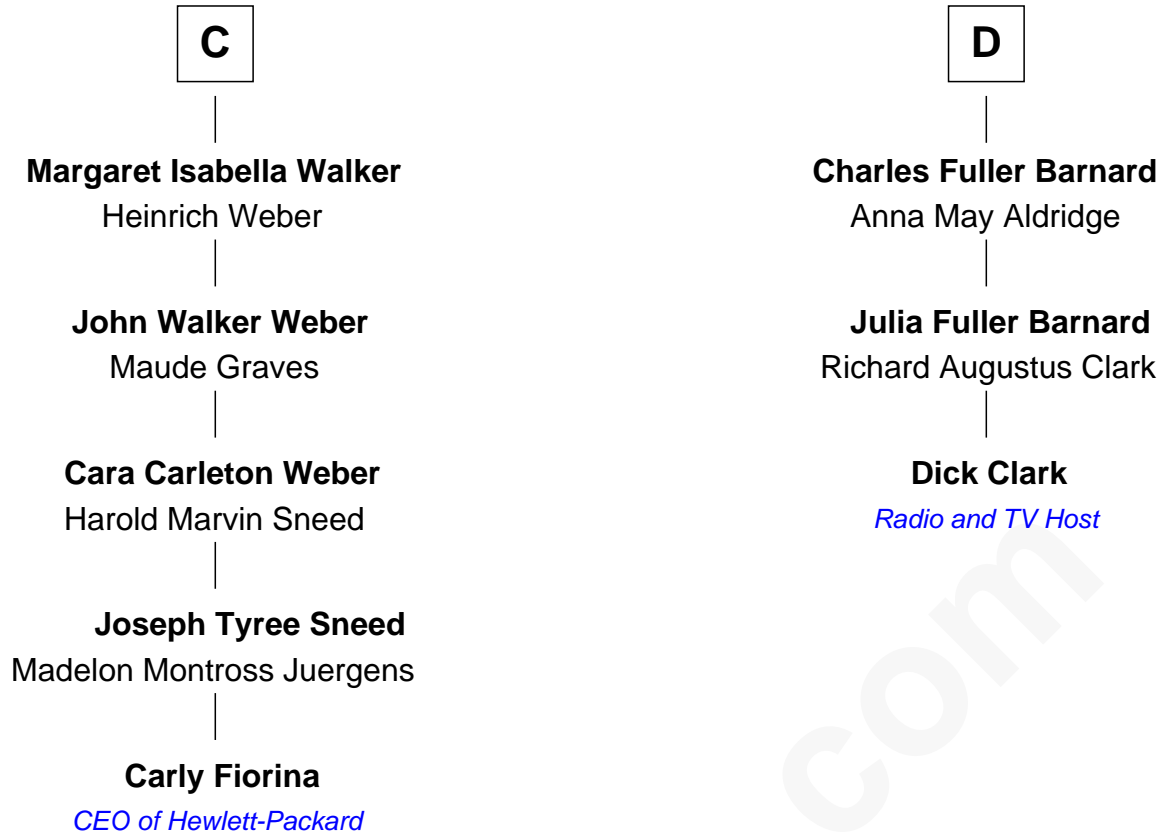 C
Margaret Isabella Walker
Heinrich Weber
John Walker Weber
Maude Graves
Cara Carleton Weber
Harold Marvin Sneed
Joseph Tyree Sneed
Madelon Montross Juergens
Carly Fiorina
CEO of Hewlett-Packard
D
Charles Fuller Barnard
Anna May Aldridge
Julia Fuller Barnard
Richard Augustus Clark
Dick Clark
Radio and TV Host
com